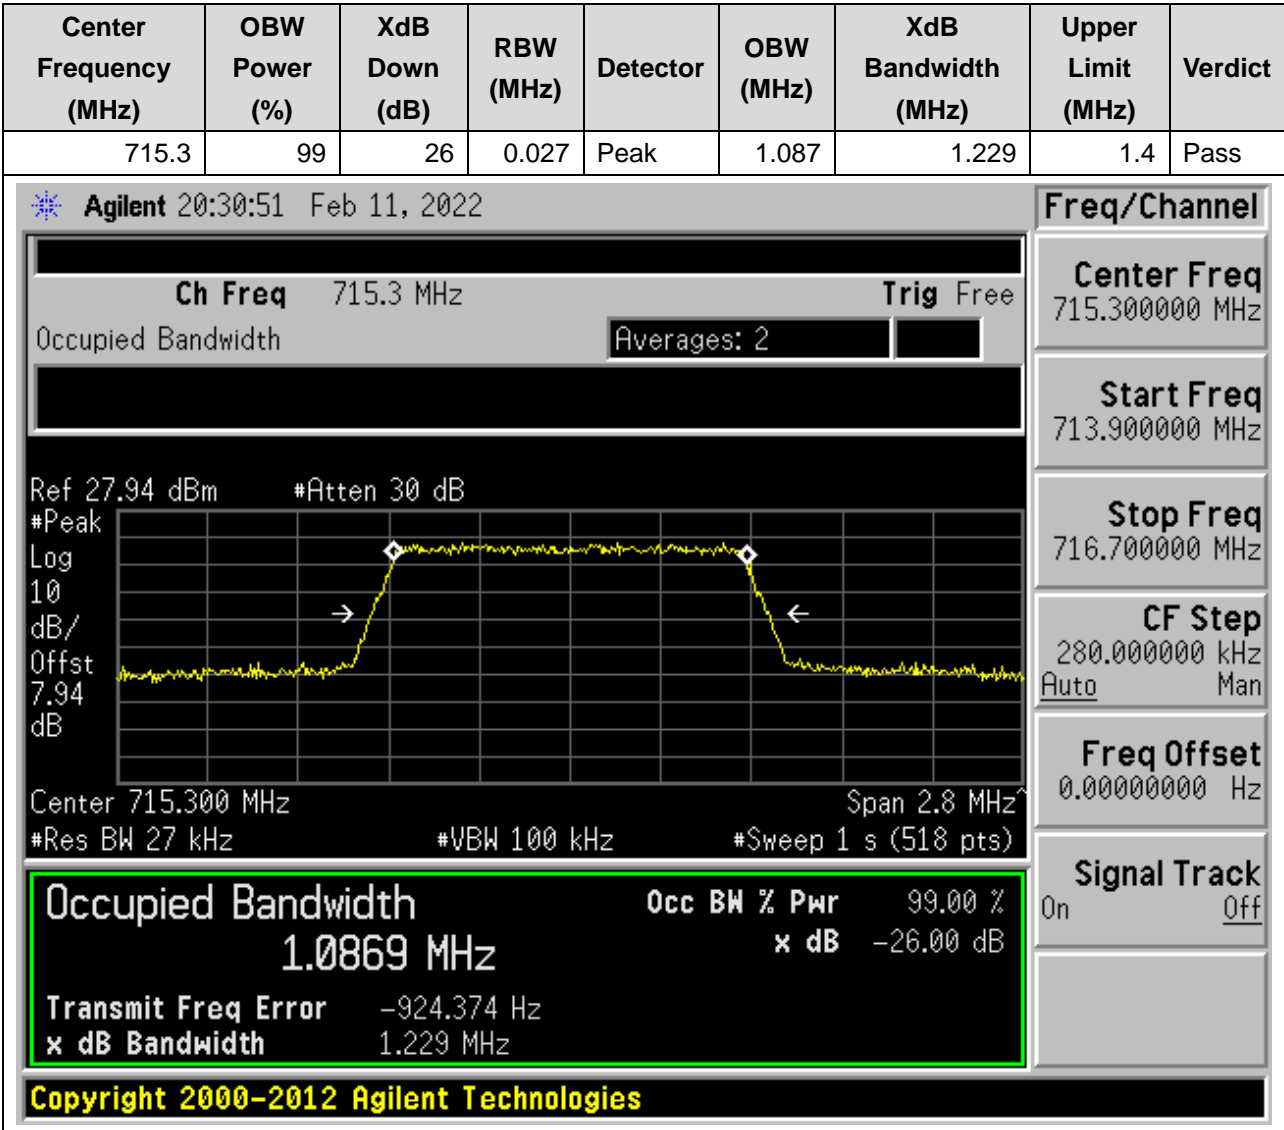 Center Frequency (MHz) OBW Power (%) XdB Down (dB) RBW (MHz) Detector OBW (MHz) XdB Bandwidth (MHz) Upper Limit (MHz) Verdict
715.3 99 26 0.027 Peak 1.087 1.229 1.4 Pass
Agilent 20:30:51 Feb 11, 2022
Freq/Channel
Ch Freq 715.3 MHz Trig Free
Occupied Bandwidth Averages: 2
Center Freq
715.300000 MHz
Start Freq
713.900000 MHz
Stop Freq
716.700000 MHz
CF Step
280.000000 kHz
Auto Man
Freq Offset
0.00000000 Hz
Signal Track
On Off
Ref 27.94 dBm #Atten 30 dB
#Peak
Log
10
dB/
Offst
7.94
dB
Center 715.300 MHz Span 2.8 MHz^
#Res BW 27 kHz #VBW 100 kHz #Sweep 1 s (518 pts)
Occupied Bandwidth Occ BW % Pwr 99.00 %
1.0869 MHz x dB -26.00 dB
Transmit Freq Error -924.374 Hz
x dB Bandwidth 1.229 MHz
Copyright 2000-2012 Agilent Technologies